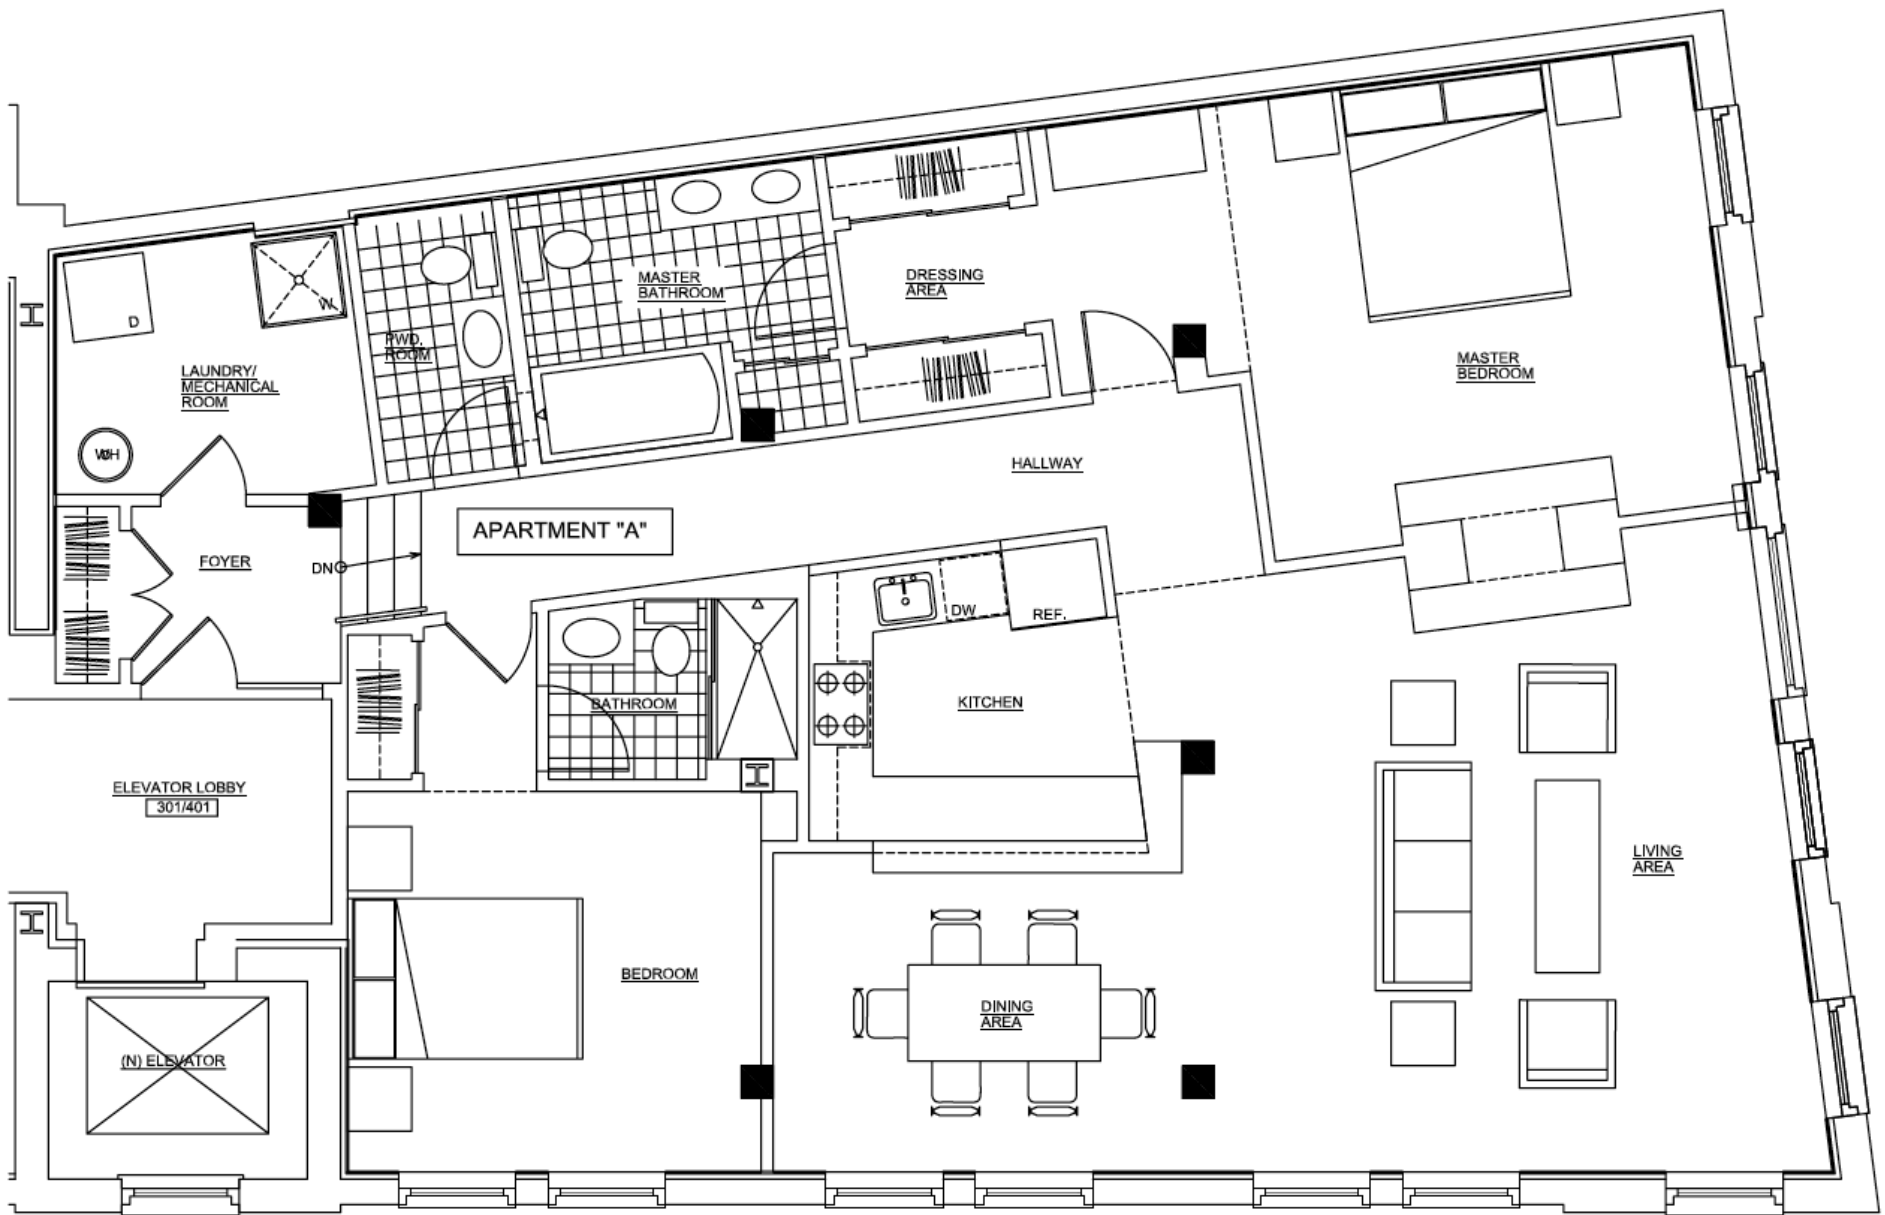 MASTER
BATHROOM
DRESSING
AREA
D
W
PWD.
ROOM
LAUNDRY/
MECHANICAL
ROOM
MASTER
BEDROOM
WH
HALLWAY
APARTMENT "A"
FOYER
DN
DW
REF.
BATHROOM
KITCHEN
ELEVATOR LOBBY
301/401
LIVING
AREA
BEDROOM
DINING
AREA
(N) ELEVATOR